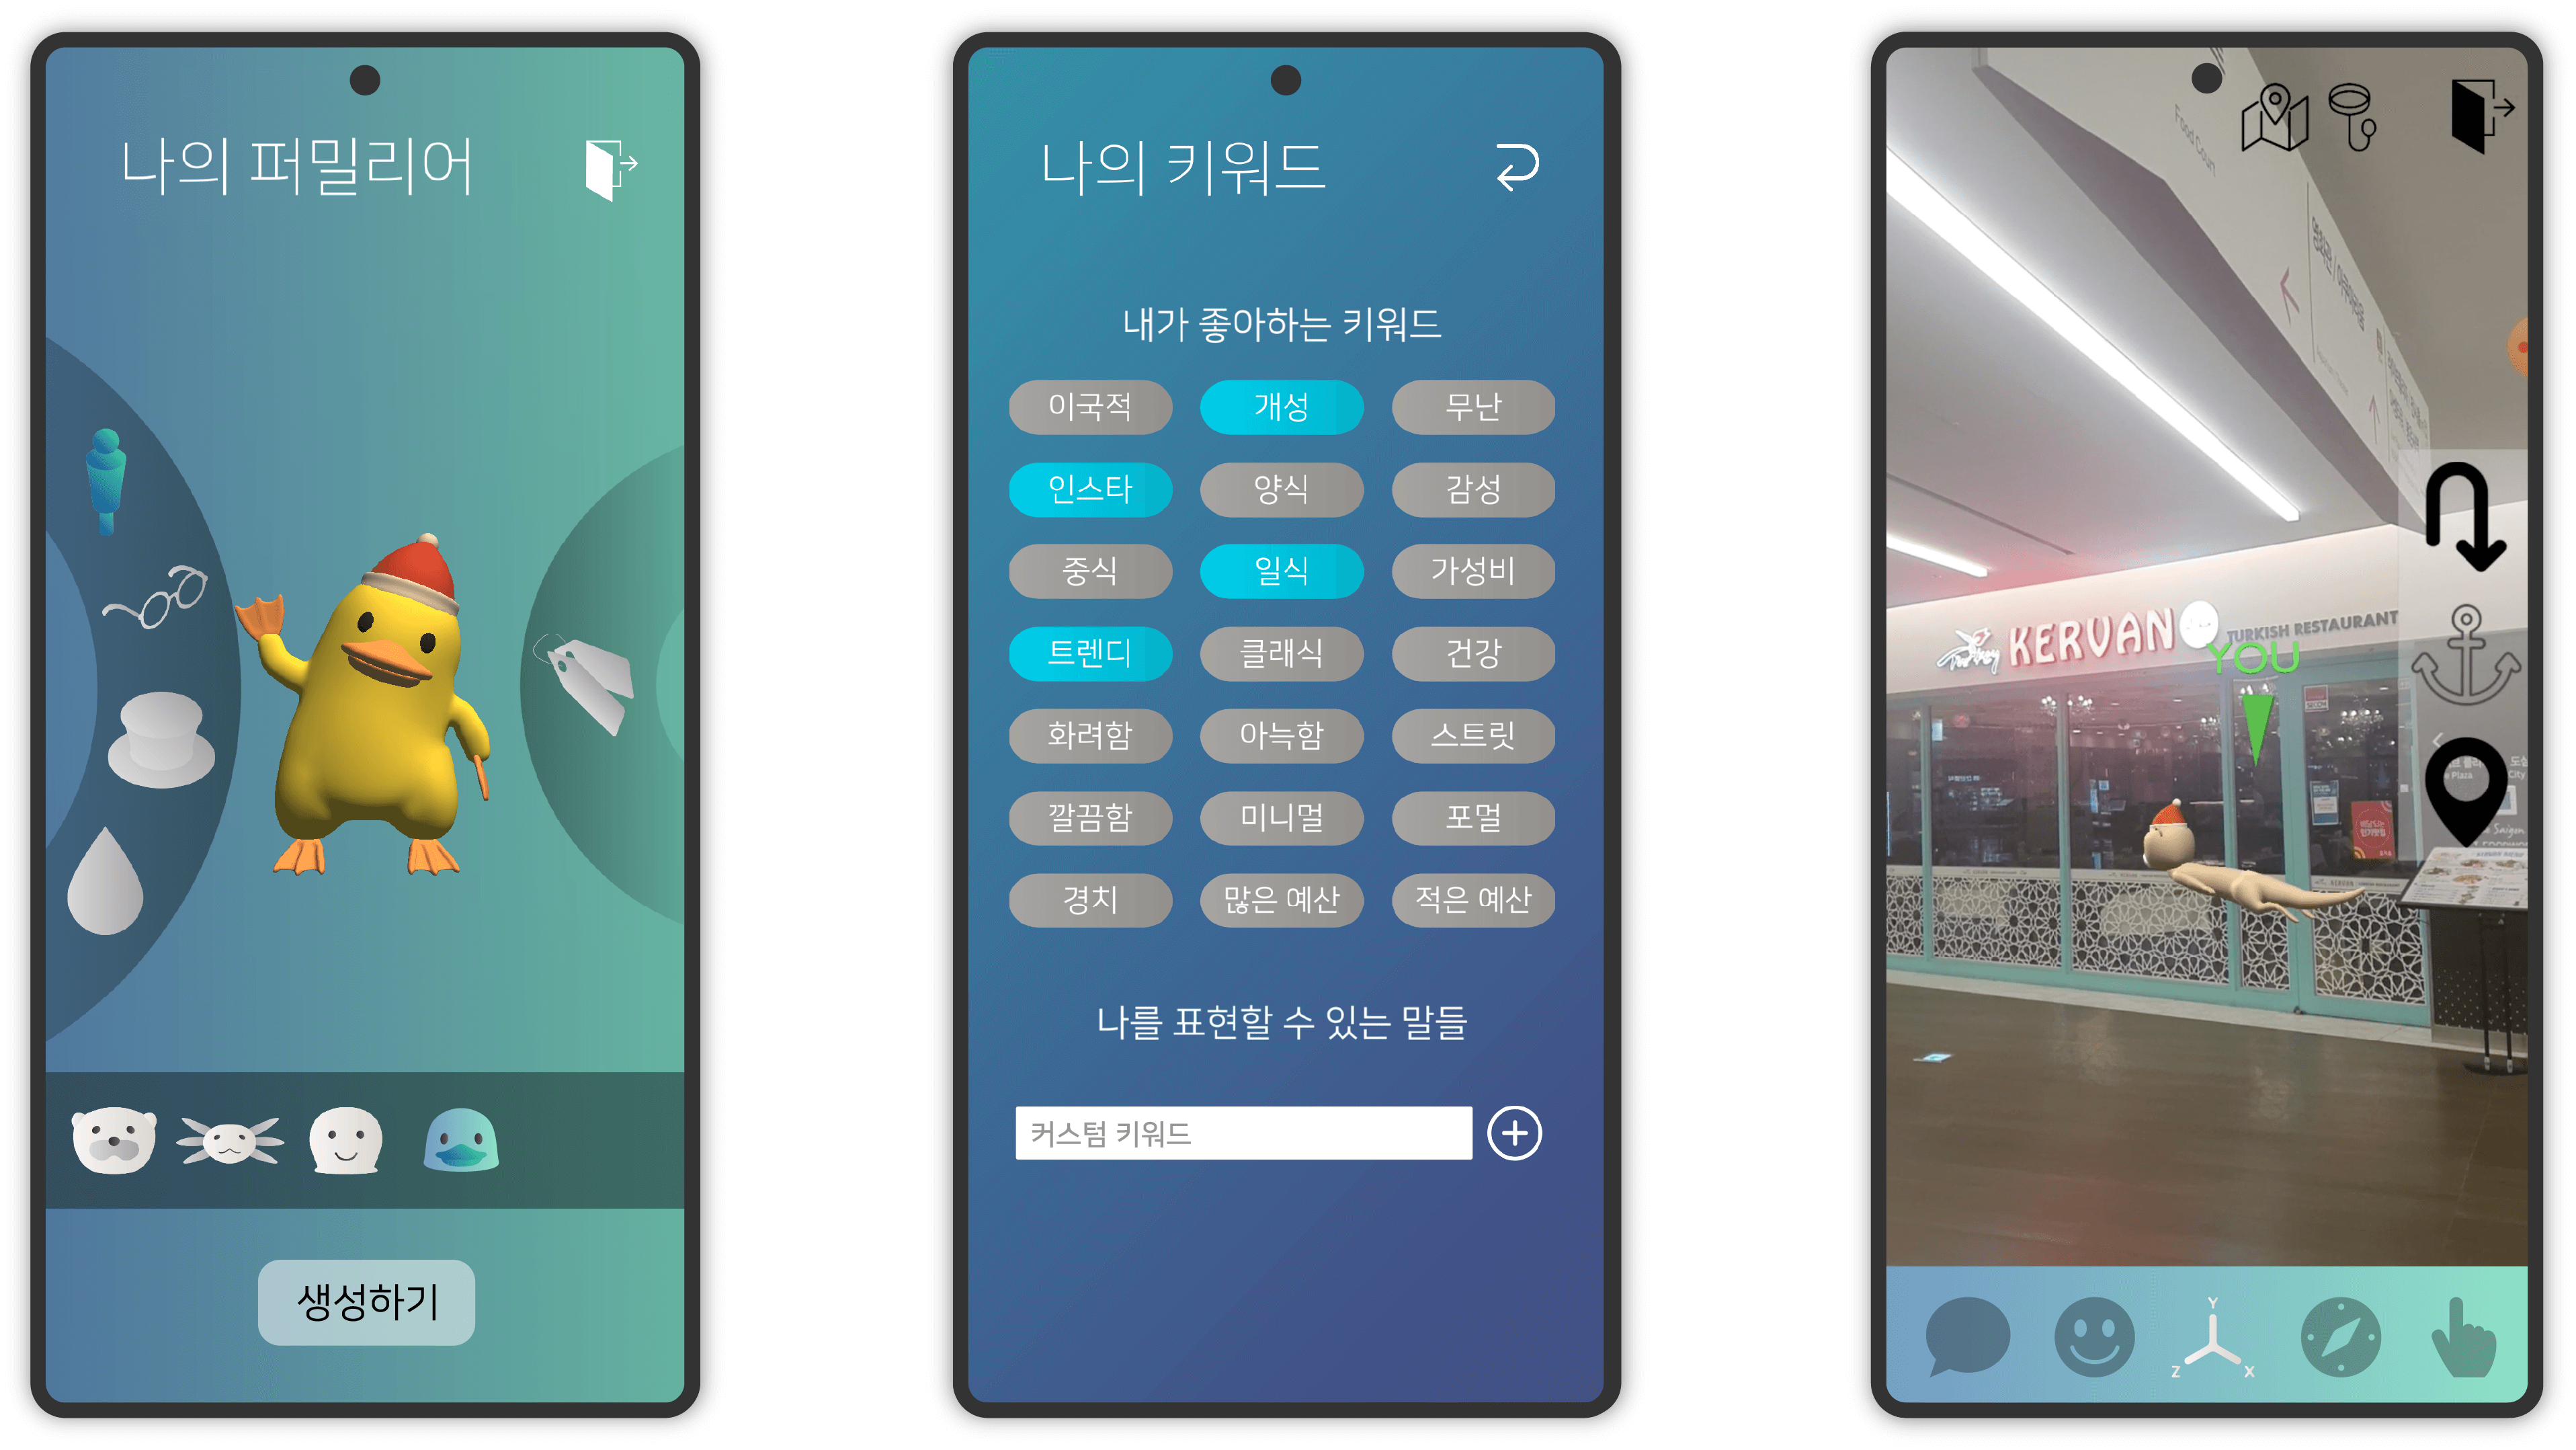 나의 퍼밀리어
생성하기
나의 키워드
내가 좋아하는 키워드
이국적 개성 무난
인스타 양식 감성
중식 일식 가성비
트렌디 클래식 건강
화려함 아늑함 스트릿
깔끔함 미니멀 포멀
경치 많은 예산 적은 예산
나를 표현할 수 있는 말들
커스텀 키워드
Food Court
KERVAN TURKISH RESTAURANT
YOU
Plaza
City
Saigon
Y
Z X